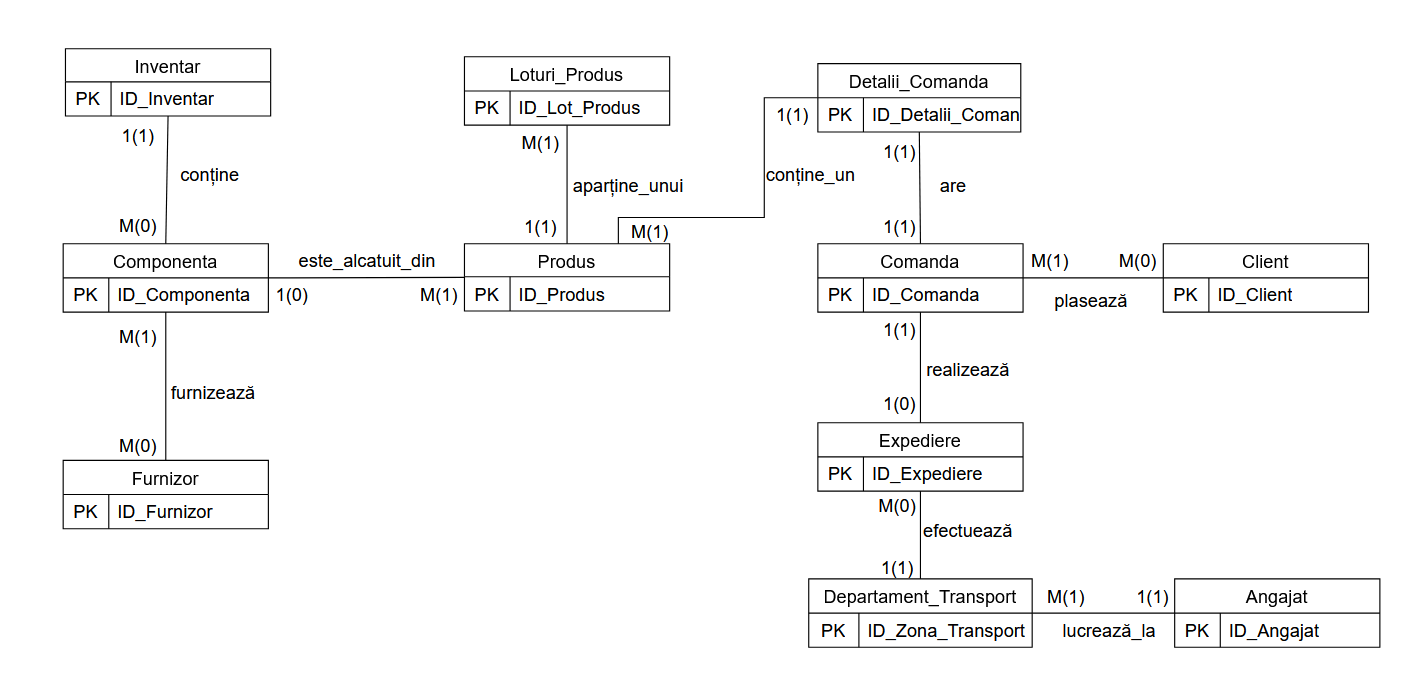 Inventar
PK ID_Inventar
Loturi_Produs
PK ID_Lot_Produs
Detalii_Comanda
PK ID_Detalii_Coman
1(1)
M(1)
1(1)
1(1)
conține
aparține_unui
conține_un
are
M(0)
1(1)
M(1)
1(1)
Componenta
PK ID_Componenta
este_alcatuit_din
1(0)
M(1)
Produs
PK ID_Produs
Comanda
PK ID_Comanda
M(1)
M(0)
plasează
Client
PK ID_Client
M(1)
furnizează
M(0)
1(1)
realizează
1(0)
Furnizor
PK ID_Furnizor
Expediere
PK ID_Expediere
M(0)
efectuează
1(1)
Departament_Transport
PK ID_Zona_Transport
M(1)
1(1)
lucrează_la
Angajat
PK ID_Angajat